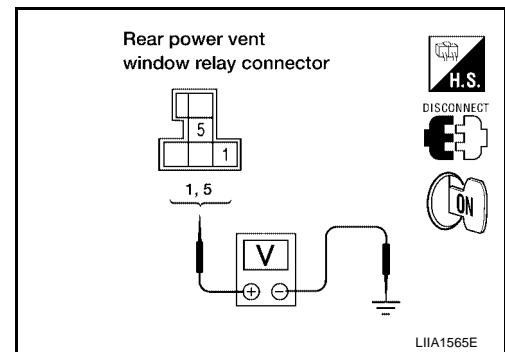 Rear power vent
window relay connector
H.S.
DISCONNECT
5
1
1, 5
ON
V
+ −
LIIA1565E